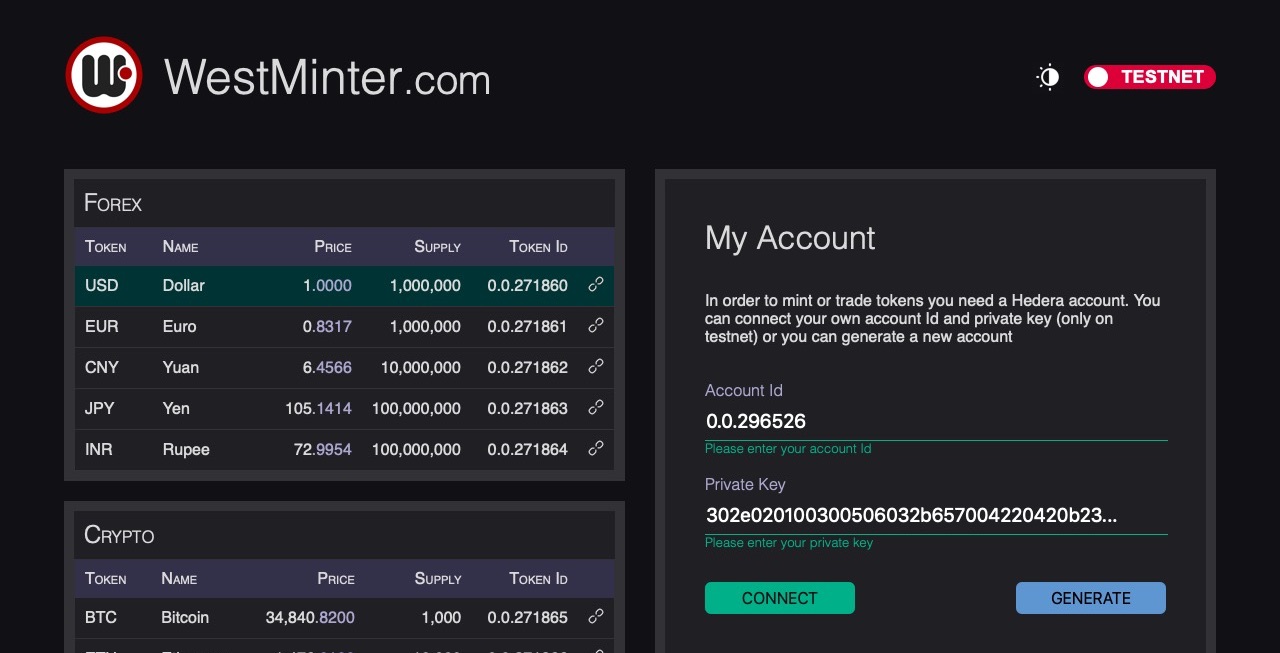 WestMinter.com
TESTNET
Forex
Token Name Price Supply Token Id
USD Dollar 1.0000 1,000,000 0.0.271860
EUR Euro 0.8317 1,000,000 0.0.271861
CNY Yuan 6.4566 10,000,000 0.0.271862
JPY Yen 105.1414 100,000,000 0.0.271863
INR Rupee 72.9954 100,000,000 0.0.271864
Crypto
Token Name Price Supply Token Id
BTC Bitcoin 34,840.8200 1,000 0.0.271865
My Account
In order to mint or trade tokens you need a Hedera account. You
can connect your own account Id and private key (only on
testnet) or you can generate a new account
Account Id
0.0.296526
Please enter your account Id
Private Key
302e020100300506032b657004220420b23...
Please enter your private key
CONNECT
GENERATE